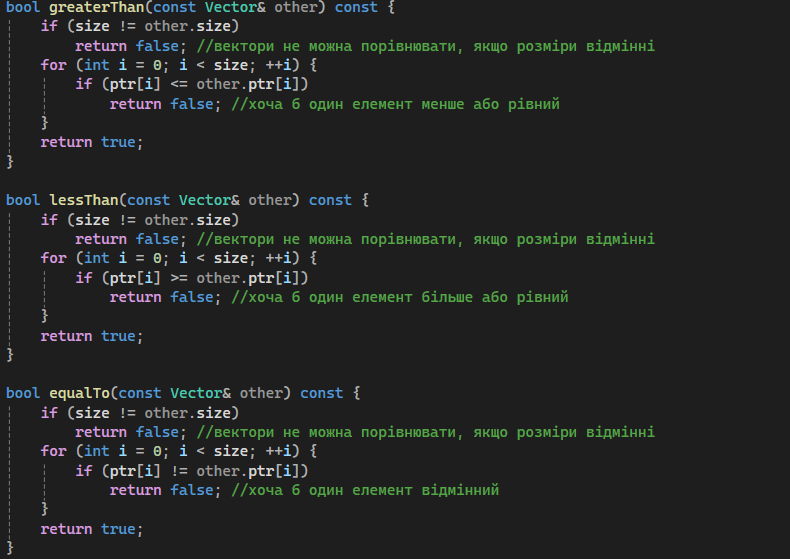 bool greaterThan(const Vector& other) const {
if (size != other.size)
return false; //вектори не можна порівнювати, якщо розміри відмінні
for (int i = 0; i < size; ++i) {
if (ptr[i] <= other.ptr[i])
return false; //хоча б один елемент менше або рівний
}
return true;
}
bool lessThan(const Vector& other) const {
if (size != other.size)
return false; //вектори не можна порівнювати, якщо розміри відмінні
for (int i = 0; i < size; ++i) {
if (ptr[i] >= other.ptr[i])
return false; //хоча б один елемент більше або рівний
}
return true;
}
bool equalTo(const Vector& other) const {
if (size != other.size)
return false; //вектори не можна порівнювати, якщо розміри відмінні
for (int i = 0; i < size; ++i) {
if (ptr[i] != other.ptr[i])
return false; //хоча б один елемент відмінний
}
return true;
}